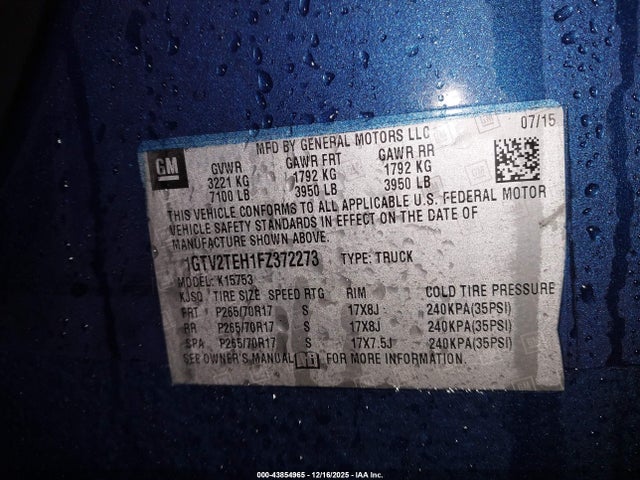 07/15
MFD BY GENERAL MOTORS LLC
GM
GVWR GAWR FRT GAWR RR
3221 KG 1792 KG 1792 KG
7100 LB 3950 LB 3950 LB
THIS VEHICLE CONFORMS TO ALL APPLICABLE U.S. FEDERAL MOTOR
VEHICLE SAFETY STANDARDS IN EFFECT ON THE DATE OF
MANUFACTURE SHOWN ABOVE.
1GTV2TEH1FZ372273 TYPE: TRUCK
MODEL: K15753
KJSO TIRE SIZE SPEED RTG RIM COLD TIRE PRESSURE
FRT P265/70R17 S 17X8J 240KPA(35PSI)
RR P265/70R17 S 17X8J 240KPA(35PSI)
SPA P265/70R17 S 17X7.5J 240KPA(35PSI)
SEE OWNER'S MANUAL FOR MORE INFORMATION.
000-43854965 - 12/16/2025 - IAA Inc.